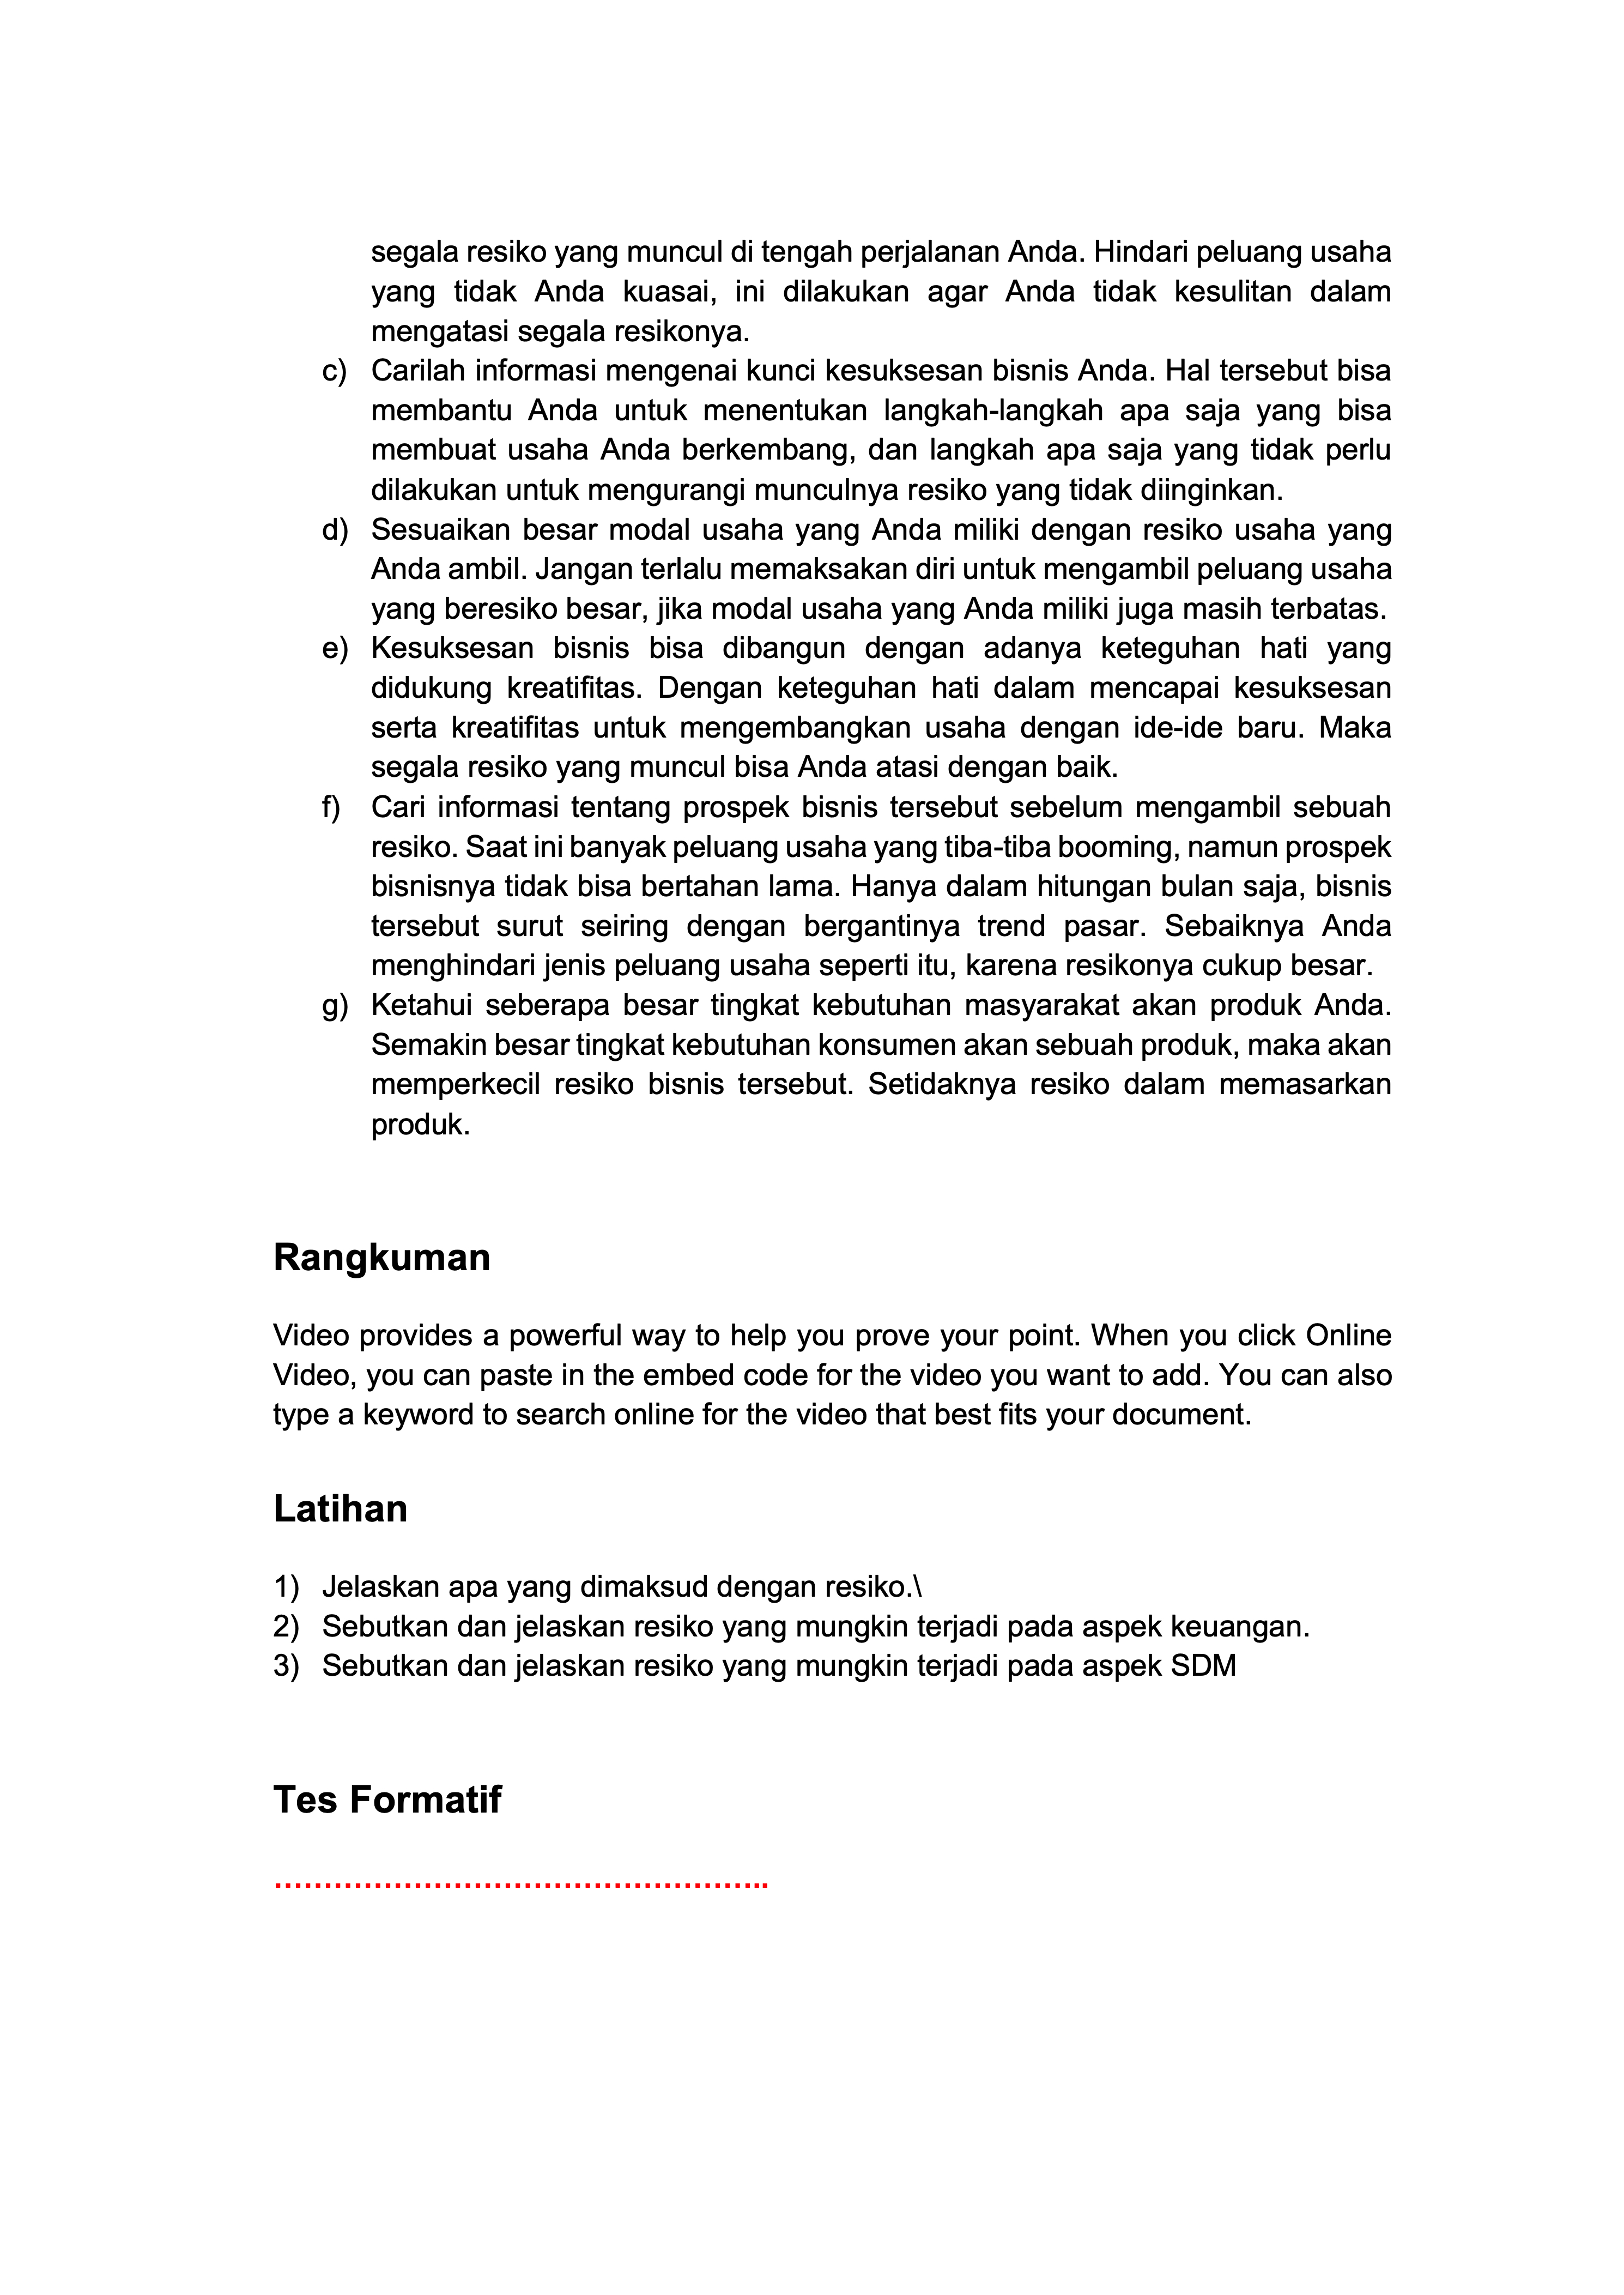 segala resiko yang muncul di tengah perjalanan Anda. Hindari peluang usaha
yang tidak Anda kuasai, ini dilakukan agar Anda tidak kesulitan dalam
mengatasi segala resikonya.
c) Carilah informasi mengenai kunci kesuksesan bisnis Anda. Hal tersebut bisa
membantu Anda untuk menentukan langkah-langkah apa saja yang bisa
membuat usaha Anda berkembang, dan langkah apa saja yang tidak perlu
dilakukan untuk mengurangi munculnya resiko yang tidak diinginkan.
d) Sesuaikan besar modal usaha yang Anda miliki dengan resiko usaha yang
Anda ambil. Jangan terlalu memaksakan diri untuk mengambil peluang usaha
yang beresiko besar, jika modal usaha yang Anda miliki juga masih terbatas.
e) Kesuksesan bisnis bisa dibangun dengan adanya keteguhan hati yang
didukung kreatifitas. Dengan keteguhan hati dalam mencapai kesuksesan
serta kreatifitas untuk mengembangkan usaha dengan ide-ide baru. Maka
segala resiko yang muncul bisa Anda atasi dengan baik.
f) Cari informasi tentang prospek bisnis tersebut sebelum mengambil sebuah
resiko. Saat ini banyak peluang usaha yang tiba-tiba booming, namun prospek
bisnisnya tidak bisa bertahan lama. Hanya dalam hitungan bulan saja, bisnis
tersebut surut seiring dengan bergantinya trend pasar. Sebaiknya Anda
menghindari jenis peluang usaha seperti itu, karena resikonya cukup besar.
g) Ketahui seberapa besar tingkat kebutuhan masyarakat akan produk Anda.
Semakin besar tingkat kebutuhan konsumen akan sebuah produk, maka akan
memperkecil resiko bisnis tersebut. Setidaknya resiko dalam memasarkan
produk.
Rangkuman
Video provides a powerful way to help you prove your point. When you click Online
Video, you can paste in the embed code for the video you want to add. You can also
type a keyword to search online for the video that best fits your document.
Latihan
1) Jelaskan apa yang dimaksud dengan resiko.\
2) Sebutkan dan jelaskan resiko yang mungkin terjadi pada aspek keuangan.
3) Sebutkan dan jelaskan resiko yang mungkin terjadi pada aspek SDM
Tes Formatif
…………………………………………..